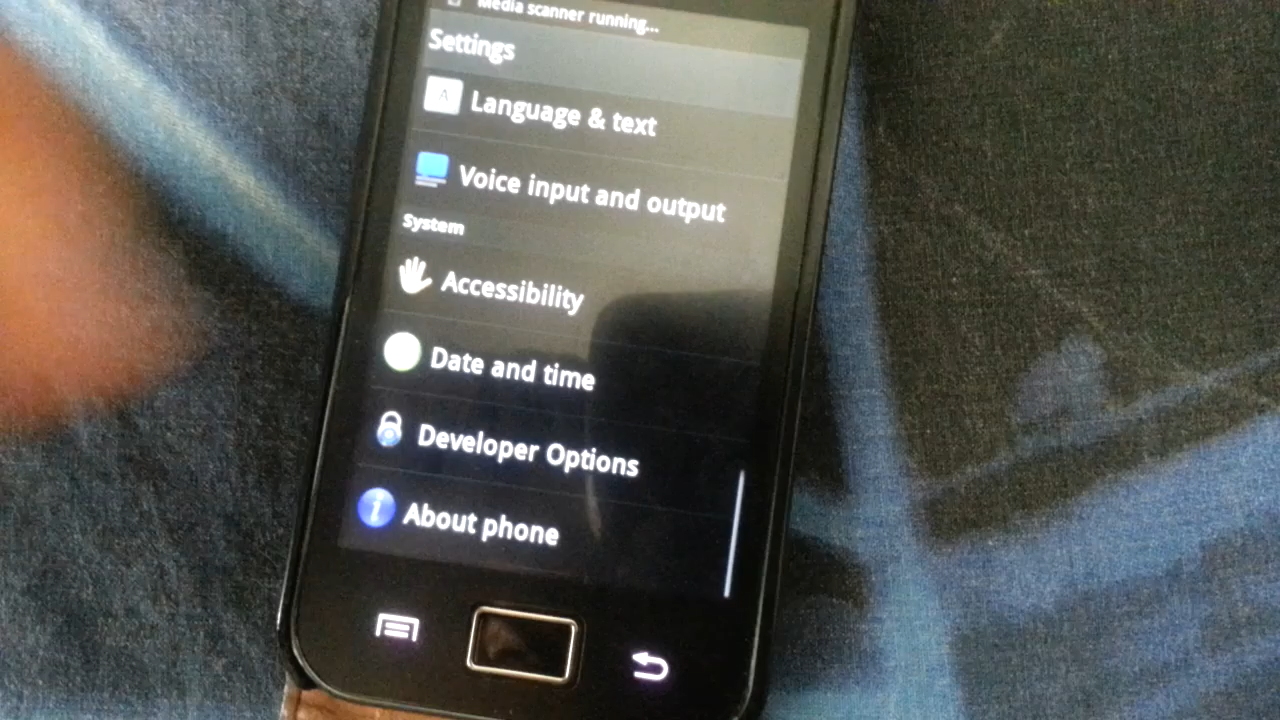 Media scanner running...
Settings
A
Language & text
Voice input and output
System
Accessibility
Date and time
Developer Options
i
About phone